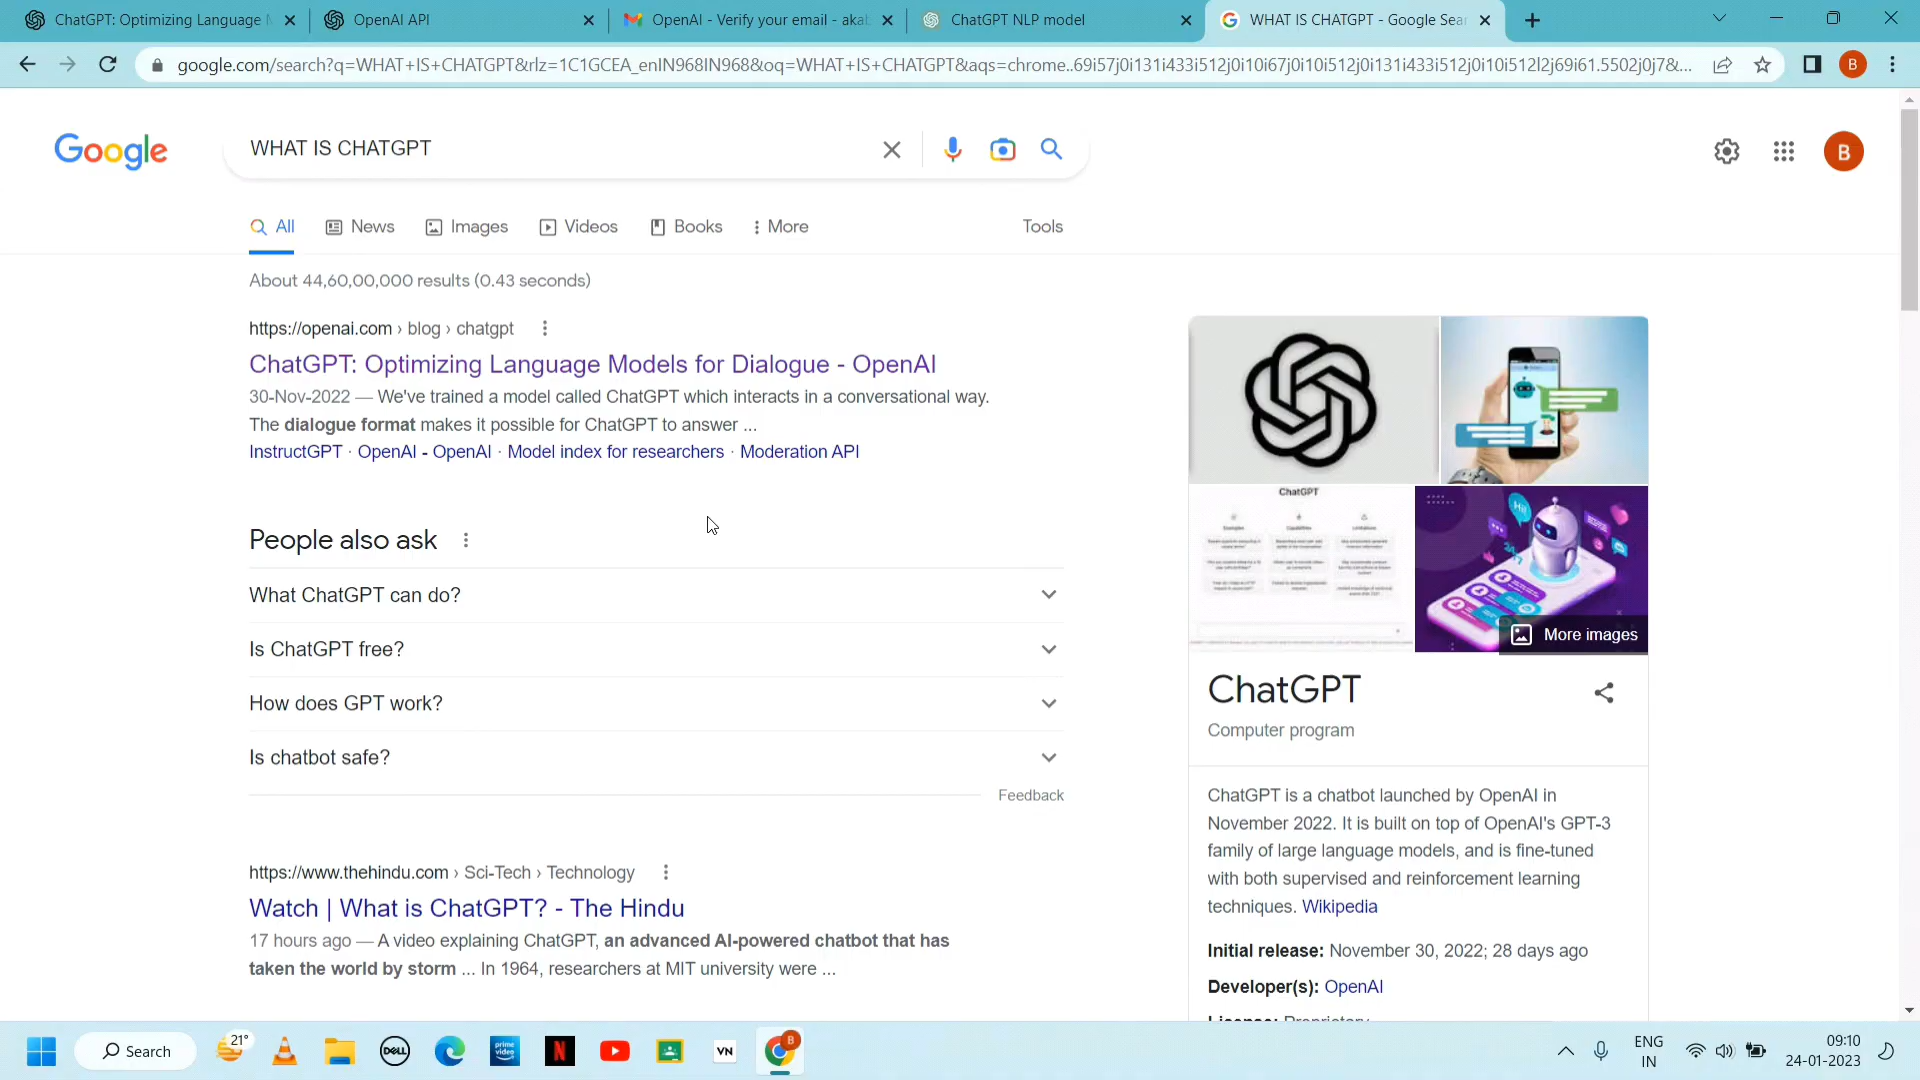 ChatGPT: Optimizing Language M
OpenAI API
OpenAI - Verify your email - akab
ChatGPT NLP model
WHAT IS CHATGPT - Google Sear
google.com/search?q=WHAT+IS+CHATGPT&rlz=1C1GCEA_enIN968IN968&oq=WHAT+IS+CHATGPT&aqs=chrome..69i57j0i131i433i512j0i10i67j0i10i512j0i131i433i512j0i10i512l2j69i61.5502j0j7&...
B
Google
WHAT IS CHATGPT
B
All
News
Images
Videos
Books
More
Tools
About 44,60,00,000 results (0.43 seconds)
https://openai.com › blog › chatgpt
ChatGPT: Optimizing Language Models for Dialogue - OpenAI
30-Nov-2022 — We've trained a model called ChatGPT which interacts in a conversational way.
The dialogue format makes it possible for ChatGPT to answer ...
InstructGPT · OpenAI - OpenAI · Model index for researchers · Moderation API
People also ask
What ChatGPT can do?
Is ChatGPT free?
How does GPT work?
Is chatbot safe?
Feedback
https://www.thehindu.com › Sci-Tech › Technology
Watch | What is ChatGPT? - The Hindu
17 hours ago — A video explaining ChatGPT, an advanced AI-powered chatbot that has
taken the world by storm ... In 1964, researchers at MIT university were ...
ChatGPT
Examples
Capabilities
Limitations
Hi!
More images
ChatGPT
Computer program
ChatGPT is a chatbot launched by OpenAI in
November 2022. It is built on top of OpenAI's GPT-3
family of large language models, and is fine-tuned
with both supervised and reinforcement learning
techniques. Wikipedia
Initial release: November 30, 2022; 28 days ago
Developer(s): OpenAI
License: Proprietary
21°
Search
DELL
prime video
N
VN
B
ENG
IN
09:10
24-01-2023